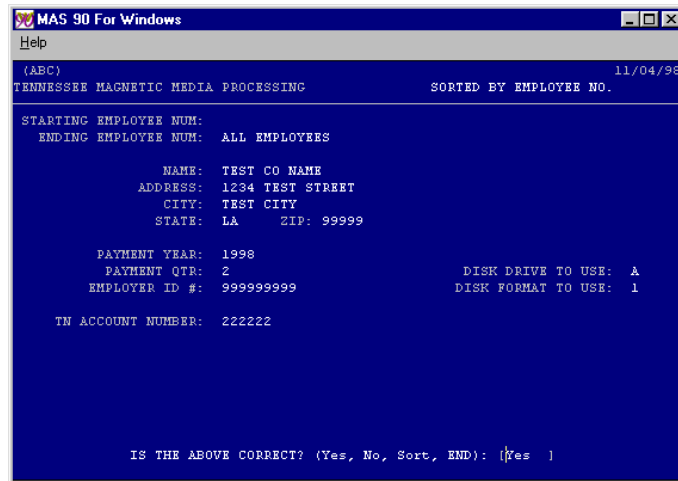 MAS 90 For Windows
Help
(ABC) 11/04/98
TENNESSEE MAGNETIC MEDIA PROCESSING SORTED BY EMPLOYEE NO.
STARTING EMPLOYEE NUM:
ENDING EMPLOYEE NUM: ALL EMPLOYEES
NAME: TEST CO NAME
ADDRESS: 1234 TEST STREET
CITY: TEST CITY
STATE: LA ZIP: 99999
PAYMENT YEAR: 1998
PAYMENT QTR: 2 DISK DRIVE TO USE: A
EMPLOYER ID #: 999999999 DISK FORMAT TO USE: 1
TN ACCOUNT NUMBER: 222222
IS THE ABOVE CORRECT? (Yes, No, Sort, END): [Yes ]